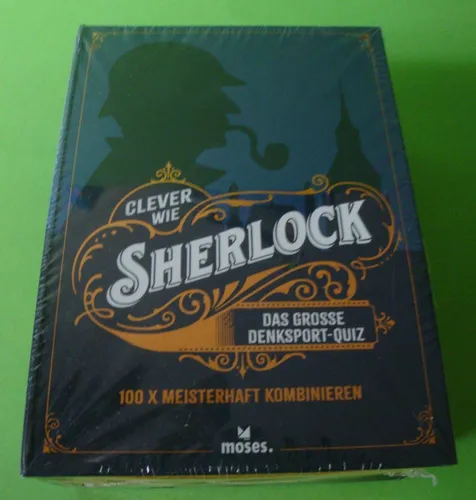 CLEVER
WIE
SHERLOCK
DAS GROSSE
DENKSPORT-QUIZ
100 X MEISTERHAFT KOMBINIEREN
moses.